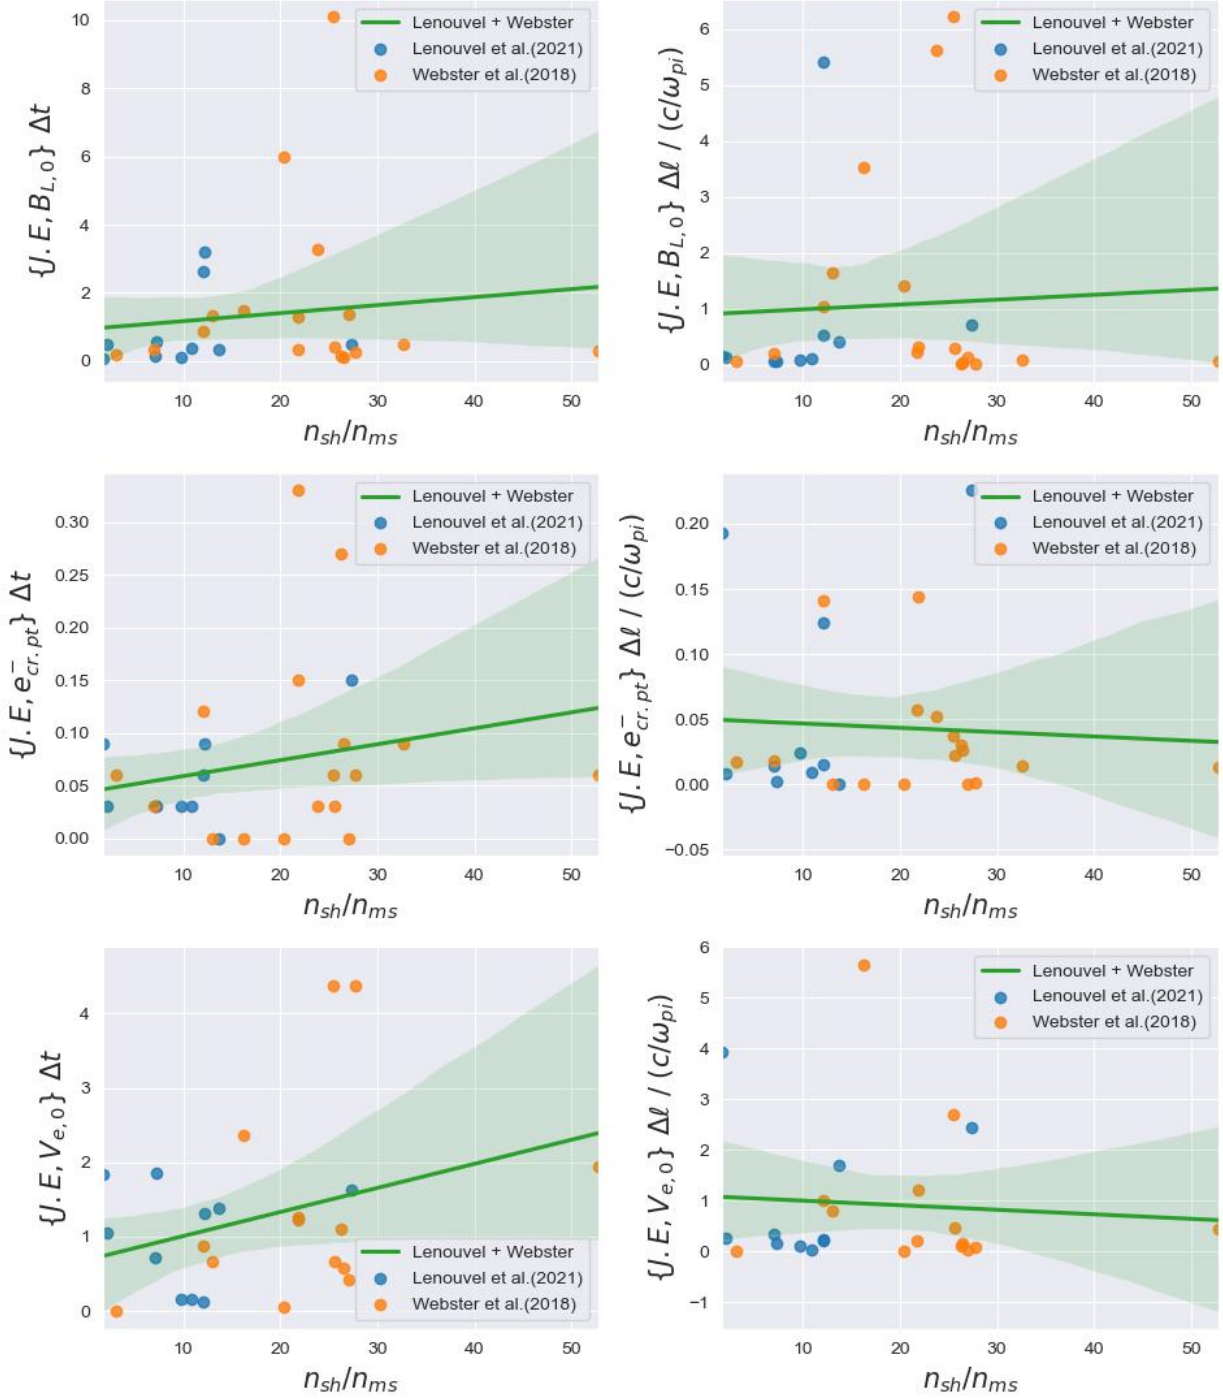 10
8
6
4
2
0
{J.E,B_{L,0}} Δt
Lenouvel + Webster
Lenouvel et al.(2021)
Webster et al.(2018)
10 20 30 40 50
n_{sh}/n_{ms}
6
5
4
3
2
1
0
{J.E,B_{L,0}} Δℓ / (c/ω_{pi})
Lenouvel + Webster
Lenouvel et al.(2021)
Webster et al.(2018)
10 20 30 40 50
n_{sh}/n_{ms}
0.30
0.25
0.20
0.15
0.10
0.05
0.00
{J.E,e^-_{cr.pt}} Δt
Lenouvel + Webster
Lenouvel et al.(2021)
Webster et al.(2018)
10 20 30 40 50
n_{sh}/n_{ms}
0.20
0.15
0.10
0.05
0.00
−0.05
{J.E,e^-_{cr.pt}} Δℓ / (c/ω_{pi})
Lenouvel + Webster
Lenouvel et al.(2021)
Webster et al.(2018)
10 20 30 40 50
n_{sh}/n_{ms}
4
3
2
1
0
{J.E,V_{e,0}} Δt
Lenouvel + Webster
Lenouvel et al.(2021)
Webster et al.(2018)
10 20 30 40 50
n_{sh}/n_{ms}
6
5
4
3
2
1
0
−1
{J.E,V_{e,0}} Δℓ / (c/ω_{pi})
Lenouvel + Webster
Lenouvel et al.(2021)
Webster et al.(2018)
10 20 30 40 50
n_{sh}/n_{ms}